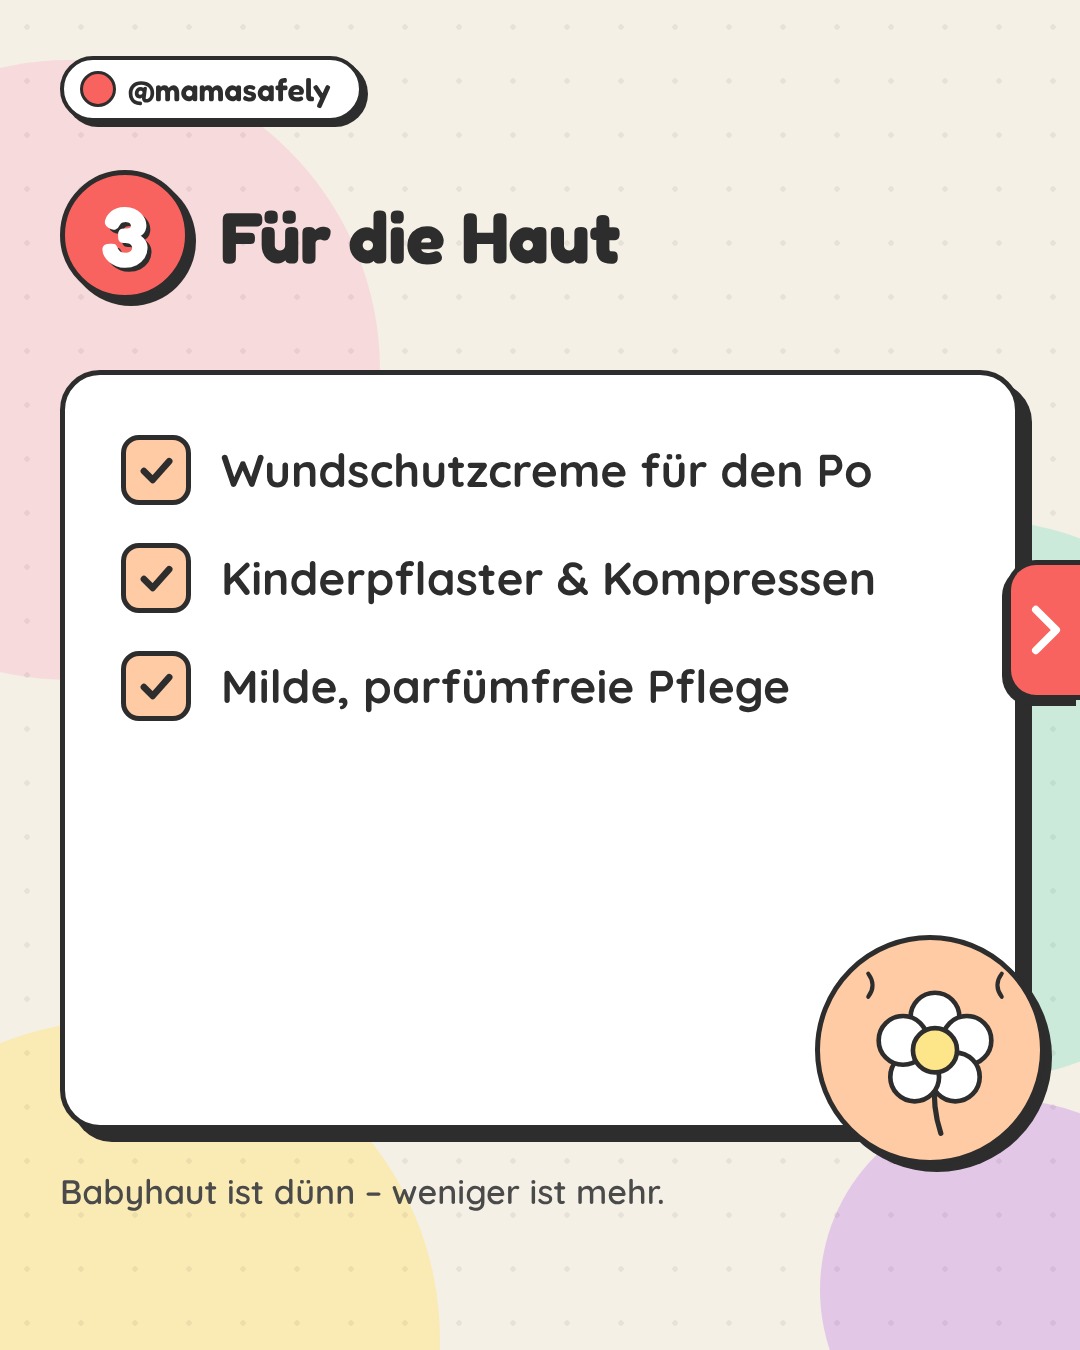 @mamasafely
3 Für die Haut
Wundschutzcreme für den Po
Kinderpflaster & Kompressen
Milde, parfümfreie Pflege
Babyhaut ist dünn – weniger ist mehr.